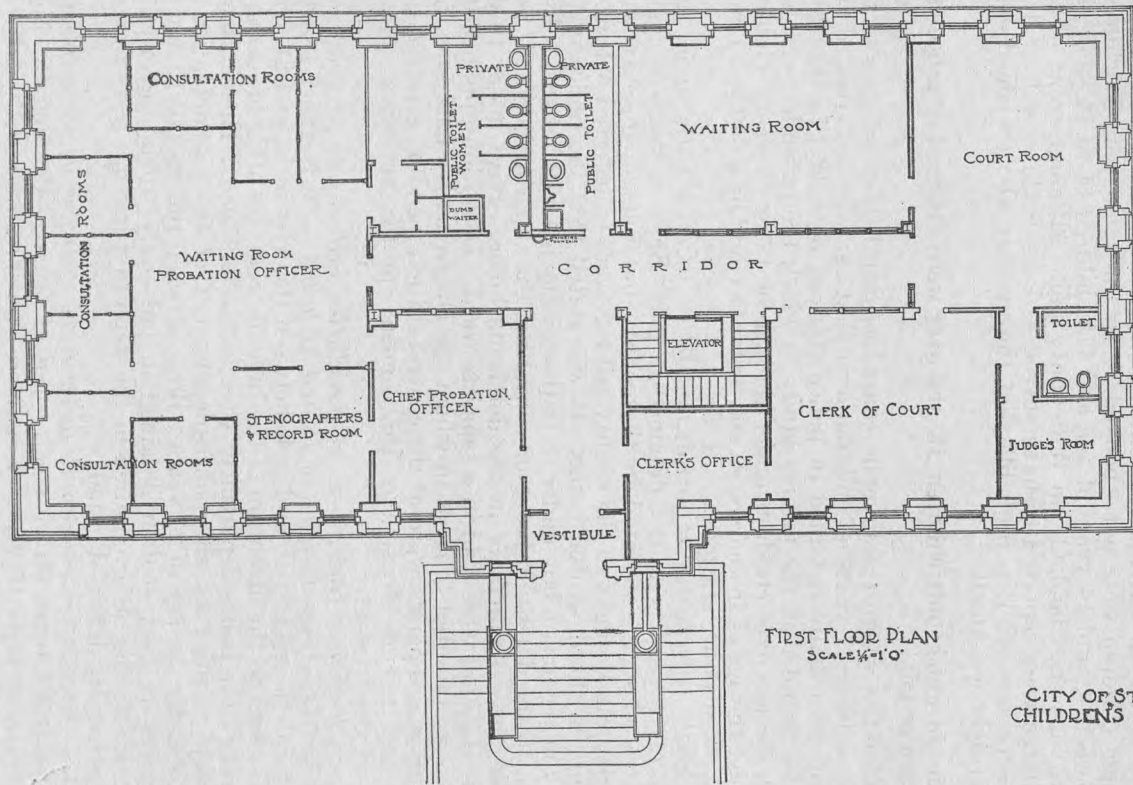 CONSULTATION ROOMS
PRIVATE
PRIVATE
PUBLIC TOILET
WOMEN
PUBLIC TOILET
WAITING ROOM
COURT ROOM
CONSULTATION ROOMS
DUMB
WAITER
DRINKING
FOUNTAIN
WAITING ROOM
PROBATION OFFICER
CORRIDOR
TOILET
ELEVATOR
CHIEF PROBATION
OFFICER
CLERK OF COURT
STENOGRAPHERS
& RECORD ROOM
JUDGE'S ROOM
CONSULTATION ROOMS
CLERK'S OFFICE
VESTIBULE
FIRST FLOOR PLAN
SCALE ¼"=1'0"
CITY OF ST
CHILDREN'S